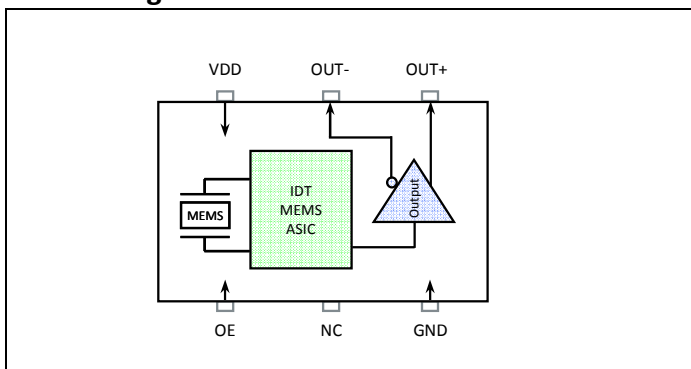 VDD OUT- OUT+
IDT
MEMS
ASIC
MEMS
Output
OE NC GND